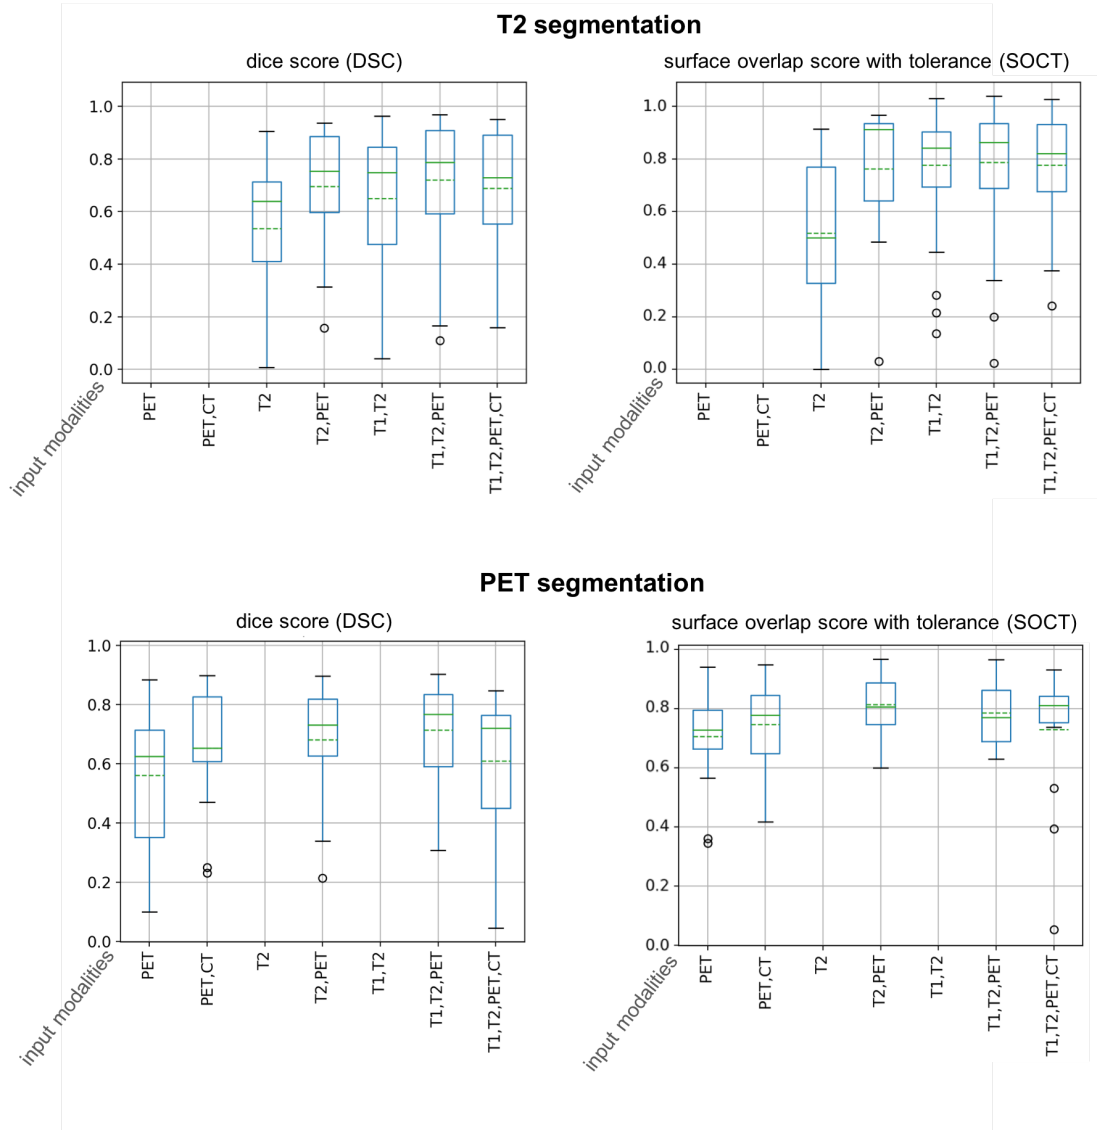 T2 segmentation
dice score (DSC)
surface overlap score with tolerance (SOCT)
1.0
0.8
0.6
0.4
0.2
0.0
input modalities
PET
PET,CT
T2
T2,PET
T1,T2
T1,T2,PET
T1,T2,PET,CT
1.0
0.8
0.6
0.4
0.2
0.0
input modalities
PET
PET,CT
T2
T2,PET
T1,T2
T1,T2,PET
T1,T2,PET,CT
PET segmentation
dice score (DSC)
surface overlap score with tolerance (SOCT)
1.0
0.8
0.6
0.4
0.2
0.0
input modalities
PET
PET,CT
T2
T2,PET
T1,T2
T1,T2,PET
T1,T2,PET,CT
1.0
0.8
0.6
0.4
0.2
0.0
input modalities
PET
PET,CT
T2
T2,PET
T1,T2
T1,T2,PET
T1,T2,PET,CT